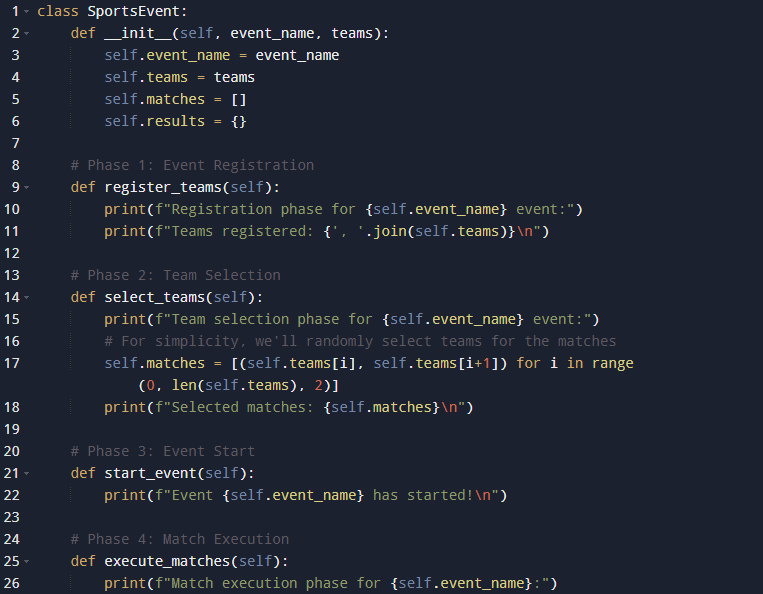 1 class SportsEvent:
2     def __init__(self, event_name, teams):
3         self.event_name = event_name
4         self.teams = teams
5         self.matches = []
6         self.results = {}
7
8     # Phase 1: Event Registration
9     def register_teams(self):
10         print(f"Registration phase for {self.event_name} event:")
11         print(f"Teams registered: {', '.join(self.teams)}\n")
12
13     # Phase 2: Team Selection
14     def select_teams(self):
15         print(f"Team selection phase for {self.event_name} event:")
16         # For simplicity, we'll randomly select teams for the matches
17         self.matches = [(self.teams[i], self.teams[i+1]) for i in range
            (0, len(self.teams), 2)]
18         print(f"Selected matches: {self.matches}\n")
19
20     # Phase 3: Event Start
21     def start_event(self):
22         print(f"Event {self.event_name} has started!\n")
23
24     # Phase 4: Match Execution
25     def execute_matches(self):
26         print(f"Match execution phase for {self.event_name}:")